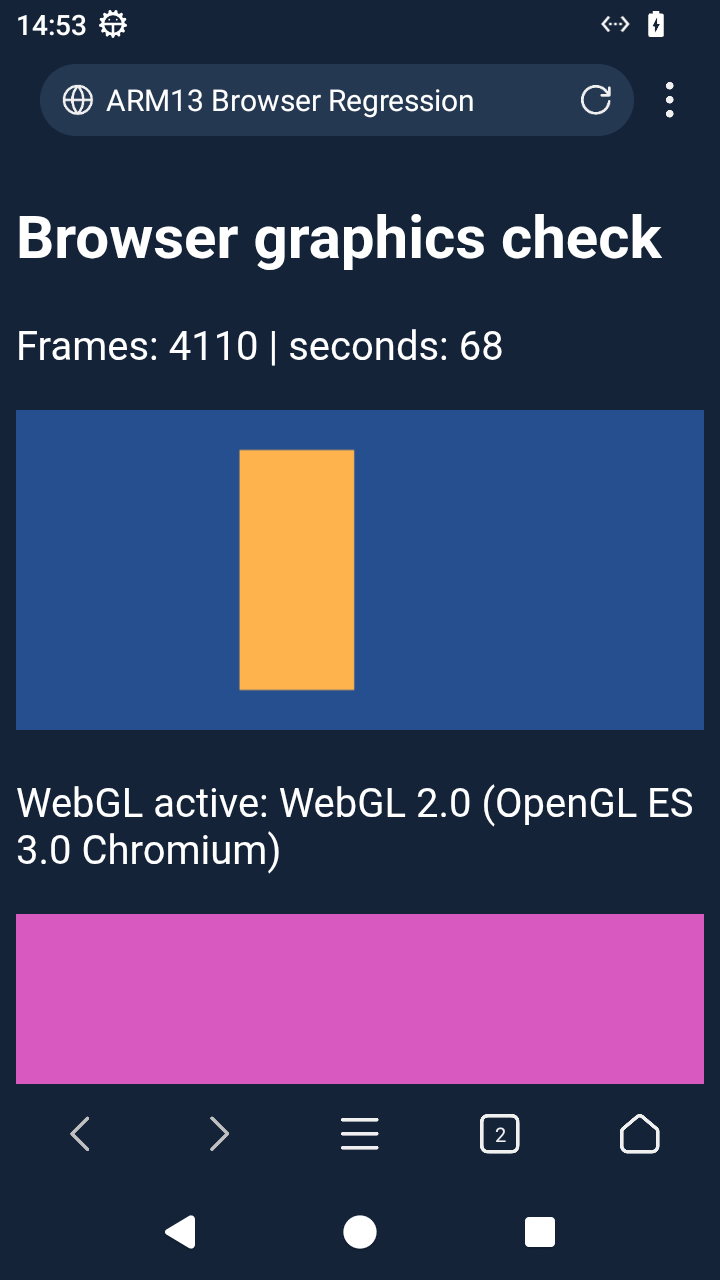 14:53
ARM13 Browser Regression
Browser graphics check
Frames: 4110 | seconds: 68
WebGL active: WebGL 2.0 (OpenGL ES
3.0 Chromium)
2